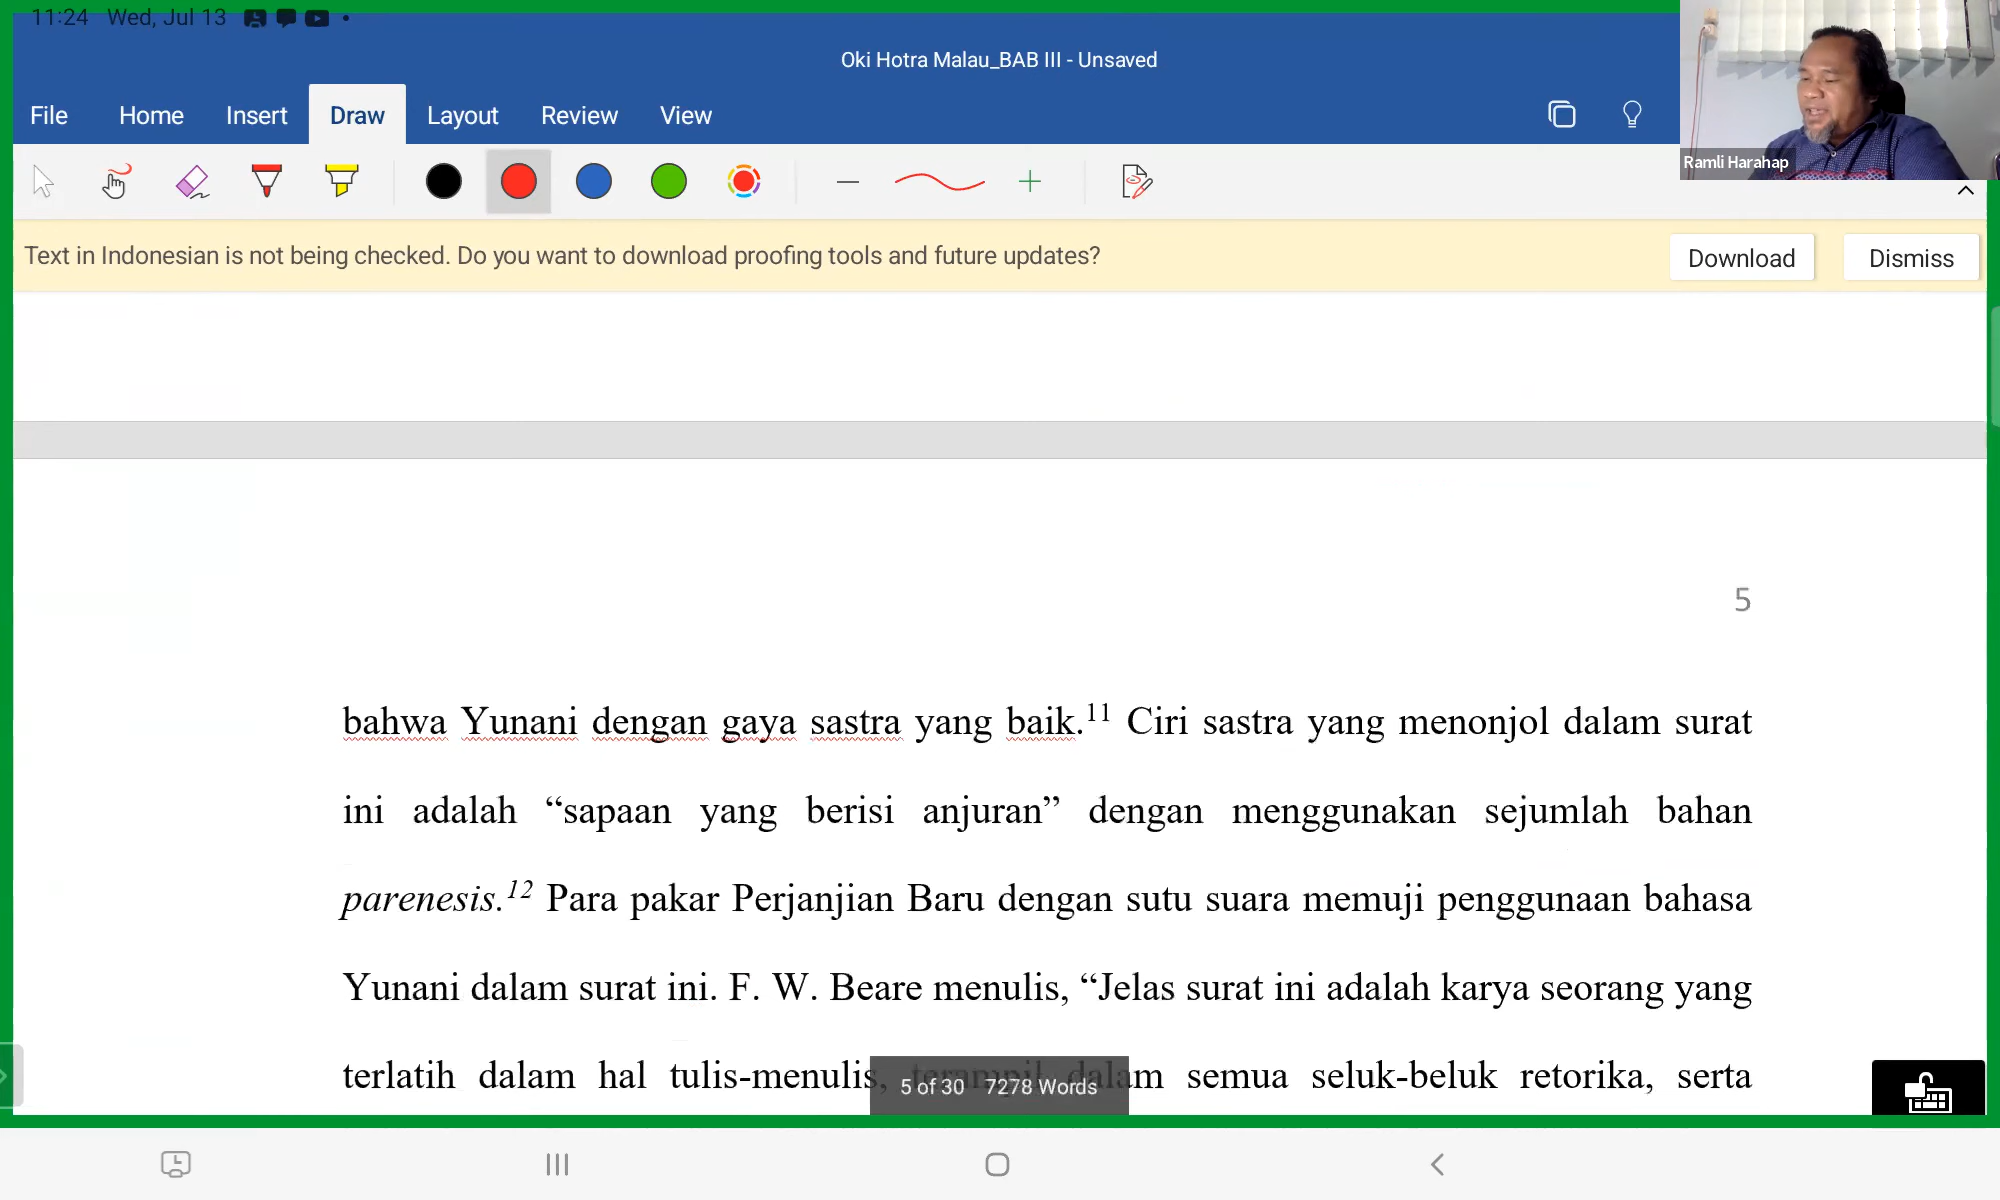 11:24 Wed, Jul 13
Oki Hotra Malau_BAB III - Unsaved
File Home Insert Draw Layout Review View
Ramli Harahap
Text in Indonesian is not being checked. Do you want to download proofing tools and future updates?
Download Dismiss
5
bahwa Yunani dengan gaya sastra yang baik.11 Ciri sastra yang menonjol dalam surat
ini adalah “sapaan yang berisi anjuran” dengan menggunakan sejumlah bahan
parenesis.12 Para pakar Perjanjian Baru dengan sutu suara memuji penggunaan bahasa
Yunani dalam surat ini. F. W. Beare menulis, “Jelas surat ini adalah karya seorang yang
terlatih dalam hal tulis-menulis, terampil dalam semua seluk-beluk retorika, serta
5 of 30 7278 Words